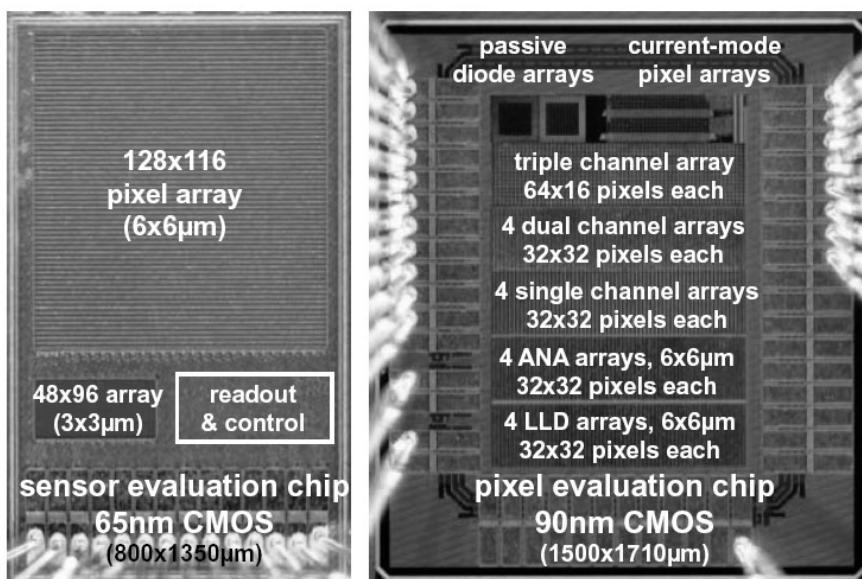 128x116
pixel array
(6x6µm)
48x96 array
(3x3µm)
readout
& control
sensor evaluation chip
65nm CMOS
(800x1350µm)
passive
diode arrays
current-mode
pixel arrays
triple channel array
64x16 pixels each
4 dual channel arrays
32x32 pixels each
4 single channel arrays
32x32 pixels each
4 ANA arrays, 6x6µm
32x32 pixels each
4 LLD arrays, 6x6µm
32x32 pixels each
pixel evaluation chip
90nm CMOS
(1500x1710µm)